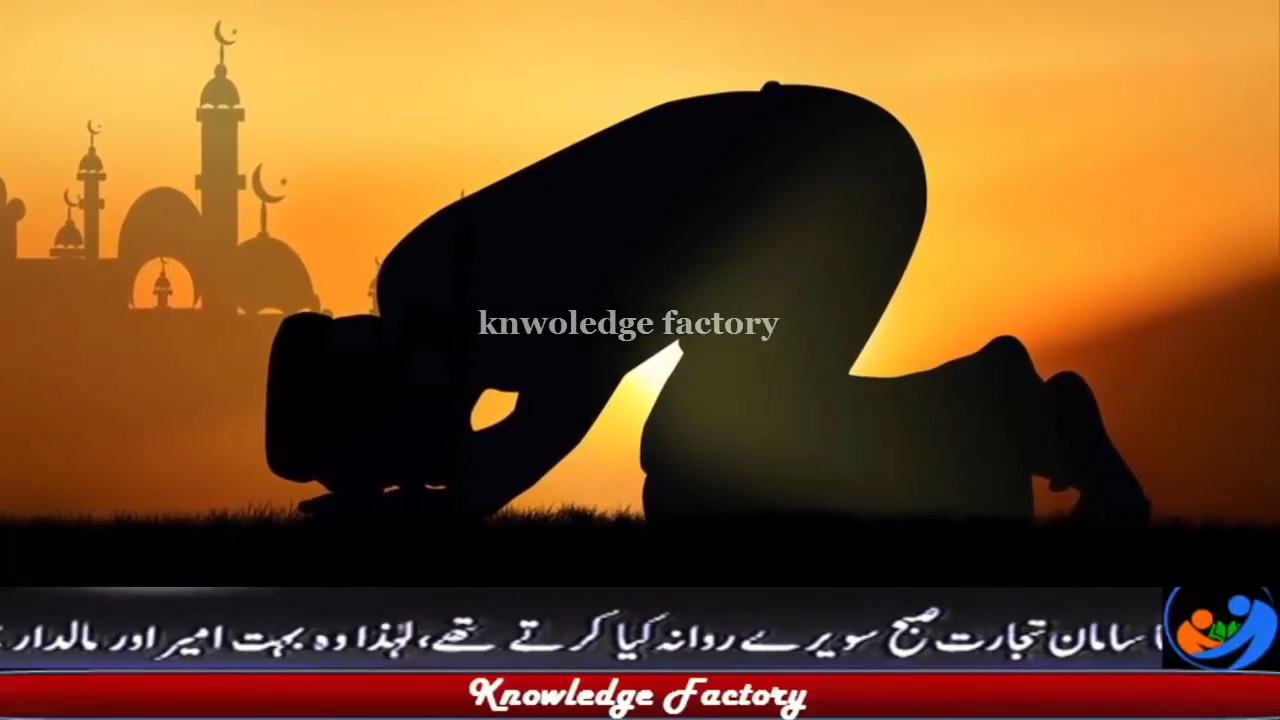 knwoledge factory
سامان تجارت صبح سویرے روانہ کیا کرتے تھے، لہٰذا وہ بہت امیر اور مالدار
Knowledge Factory